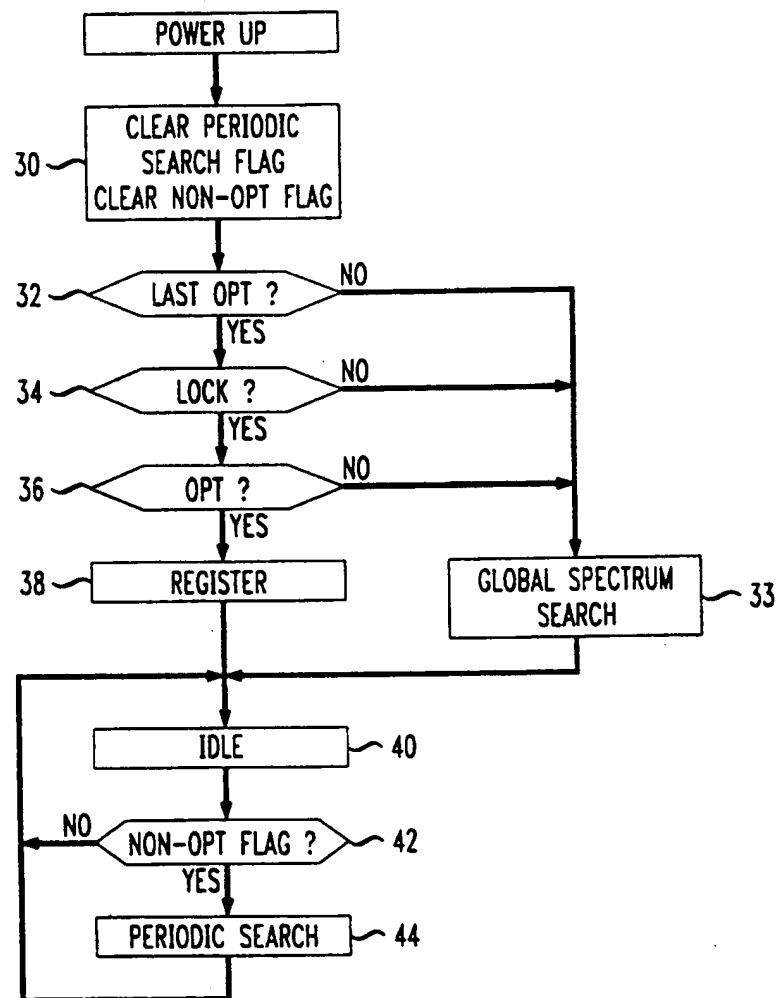 POWER UP
30
CLEAR PERIODIC
SEARCH FLAG
CLEAR NON-OPT FLAG
32
LAST OPT ?
NO
YES
34
LOCK ?
NO
YES
36
OPT ?
NO
YES
38
REGISTER
GLOBAL SPECTRUM
SEARCH
33
IDLE
40
NO
NON-OPT FLAG ?
42
YES
PERIODIC SEARCH
44